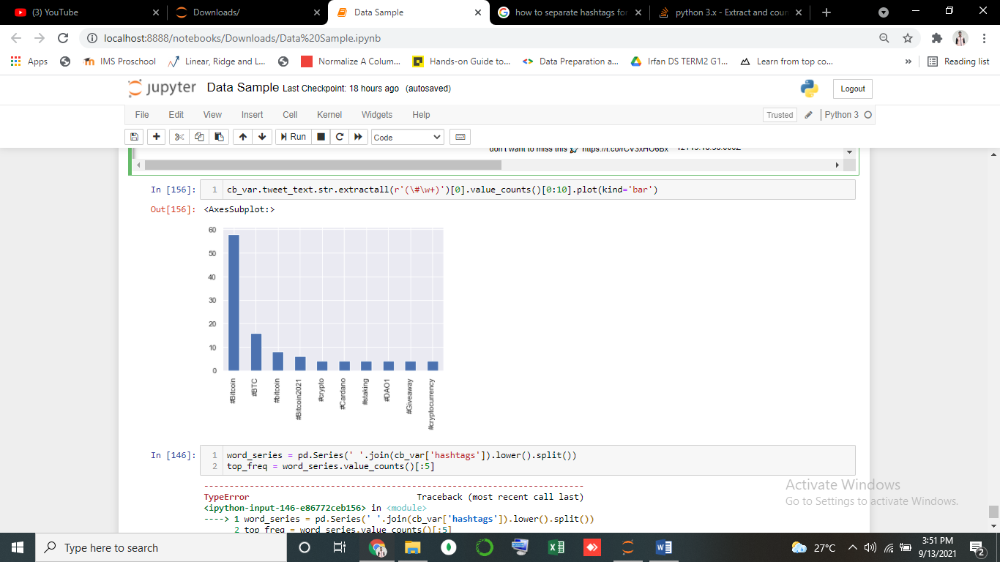 (3) YouTube
Downloads/
Data Sample
how to separate hashtags for
python 3.x - Extract and coun
localhost:8888/notebooks/Downloads/Data%20Sample.ipynb
Apps
IMS Proschool
Linear, Ridge and L...
Normalize A Colum...
Hands-on Guide to...
Data Preparation a...
Irfan DS TERM2 G1...
Learn from top co...
»
Reading list
jupyter Data Sample Last Checkpoint: 18 hours ago (autosaved)
Logout
File Edit View Insert Cell Kernel Widgets Help
Trusted
Python 3
Run
Code
don't want to miss this https://t.co/rCV3xHO6Bx
In [156]: 1 cb_var.tweet_text.str.extractall(r'(\#\w+)')[0].value_counts()[0:10].plot(kind='bar')
Out[156]: <AxesSubplot:>
60
50
40
30
20
10
0
#Bitcoin
#BTC
#bitcoin
#Bitcoin2021
#crypto
#Cardano
#staking
#DAO1
#Giveaway
#cryptocurrency
In [146]: 1 word_series = pd.Series(' '.join(cb_var['hashtags']).lower().split())
2 top_freq = word_series.value_counts()[:5]
---------------------------------------------------------------------------
TypeError Traceback (most recent call last)
<ipython-input-146-e86772ceb156> in <module>
----> 1 word_series = pd.Series(' '.join(cb_var['hashtags']).lower().split())
2 top_freq = word_series.value_counts()[:5]
Activate Windows
Go to Settings to activate Windows.
Type here to search
27°C
3:51 PM
9/13/2021
2